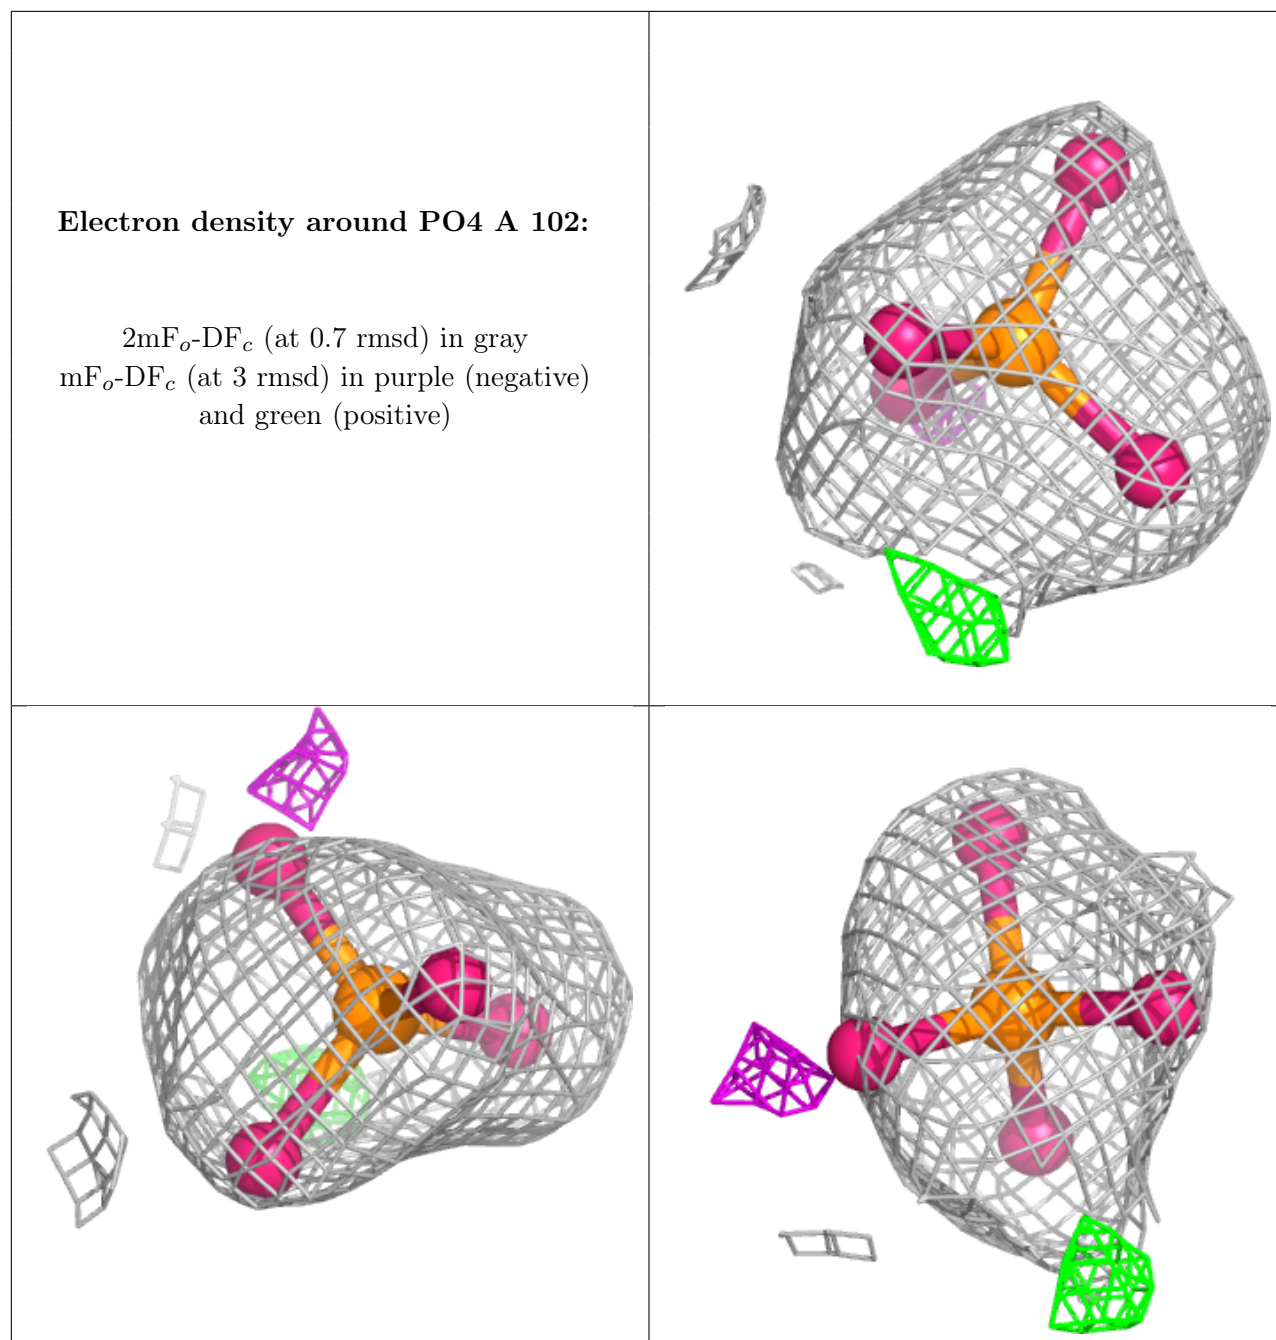 Electron density around PO4 A 102:
2mFo-DFc (at 0.7 rmsd) in gray
mFo-DFc (at 3 rmsd) in purple (negative)
and green (positive)